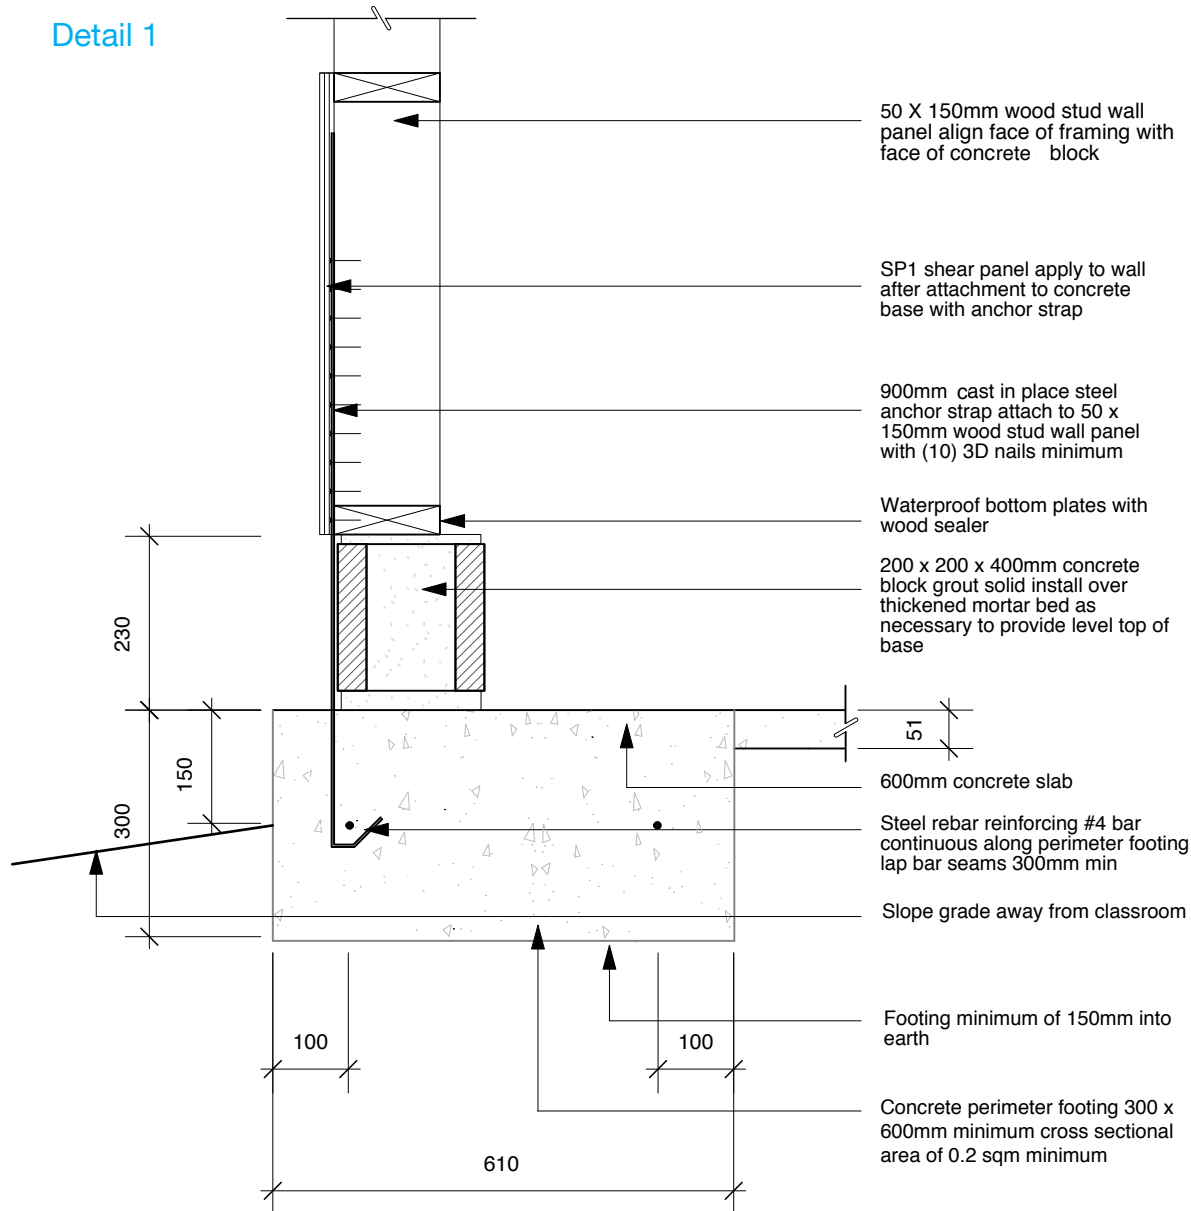 Detail 1
50 X 150mm wood stud wall
panel align face of framing with
face of concrete block
SP1 shear panel apply to wall
after attachment to concrete
base with anchor strap
900mm cast in place steel
anchor strap attach to 50 x
150mm wood stud wall panel
with (10) 3D nails minimum
Waterproof bottom plates with
wood sealer
200 x 200 x 400mm concrete
block grout solid install over
thickened mortar bed as
necessary to provide level top of
base
230
51
150
300
600mm concrete slab
Steel rebar reinforcing #4 bar
continuous along perimeter footing
lap bar seams 300mm min
Slope grade away from classroom
Footing minimum of 150mm into
earth
100
100
Concrete perimeter footing 300 x
600mm minimum cross sectional
area of 0.2 sqm minimum
610